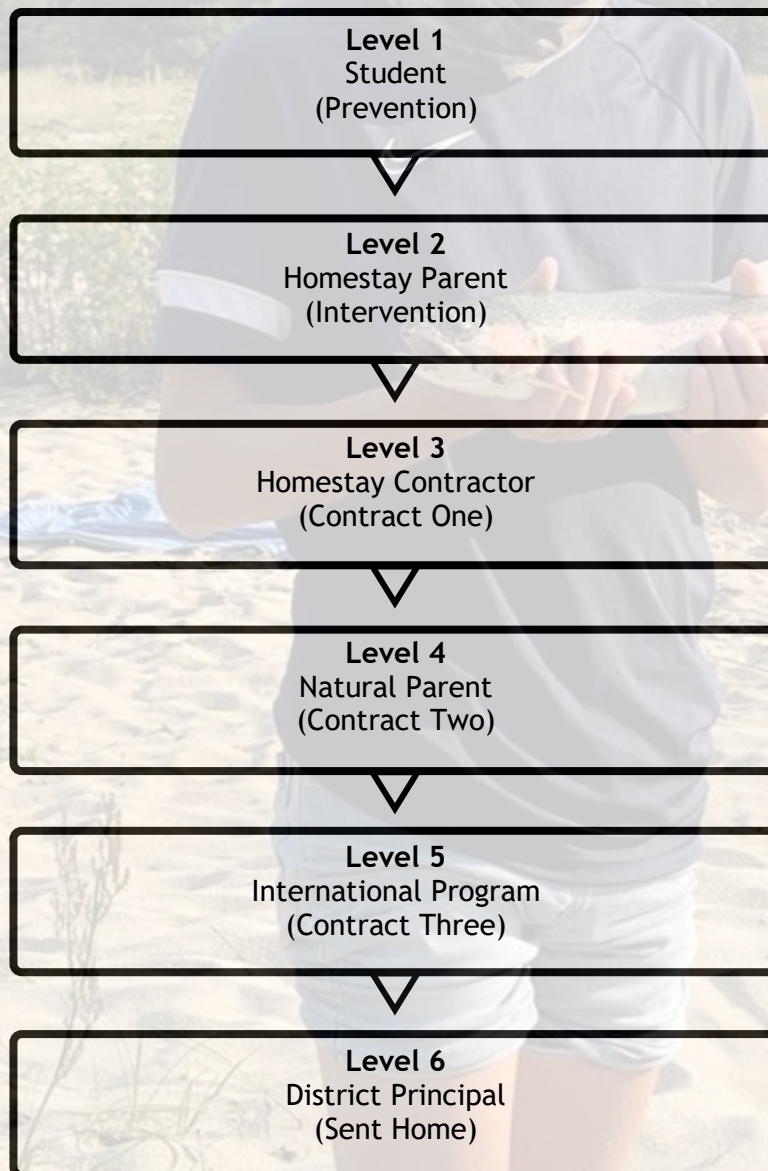 Level 1
Student
(Prevention)
Level 2
Homestay Parent
(Intervention)
Level 3
Homestay Contractor
(Contract One)
Level 4
Natural Parent
(Contract Two)
Level 5
International Program
(Contract Three)
Level 6
District Principal
(Sent Home)